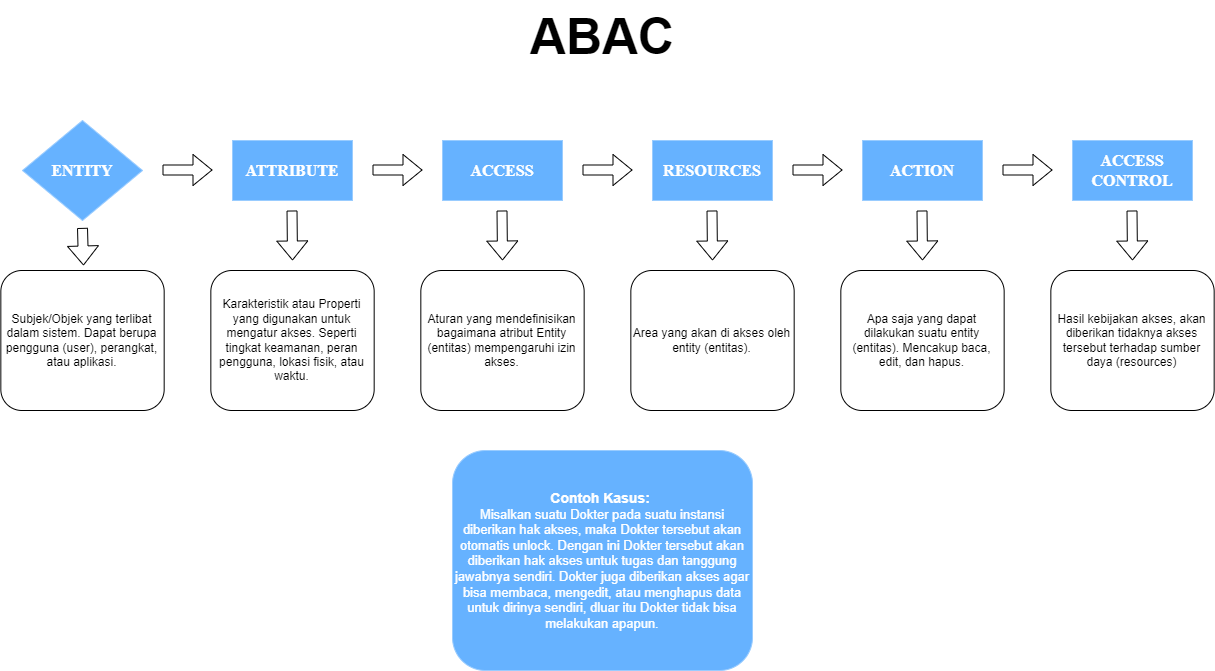 ABAC
ENTITY
ATTRIBUTE
ACCESS
RESOURCES
ACTION
ACCESS
CONTROL
Subjek/Objek yang terlibat
dalam sistem. Dapat berupa
pengguna (user), perangkat,
atau aplikasi.
Karakteristik atau Properti
yang digunakan untuk
mengatur akses. Seperti
tingkat keamanan, peran
pengguna, lokasi fisik, atau
waktu.
Aturan yang mendefinisikan
bagaimana atribut Entity
(entitas) mempengaruhi izin
akses.
Area yang akan di akses oleh
entity (entitas).
Apa saja yang dapat
dilakukan suatu entity
(entitas). Mencakup baca,
edit, dan hapus.
Hasil kebijakan akses, akan
diberikan tidaknya akses
tersebut terhadap sumber
daya (resources)
Contoh Kasus:
Misalkan suatu Dokter pada suatu instansi
diberikan hak akses, maka Dokter tersebut akan
otomatis unlock. Dengan ini Dokter tersebut akan
diberikan hak akses untuk tugas dan tanggung
jawabnya sendiri. Dokter juga diberikan akses agar
bisa membaca, mengedit, atau menghapus data
untuk dirinya sendiri, dluar itu Dokter tidak bisa
melakukan apapun.